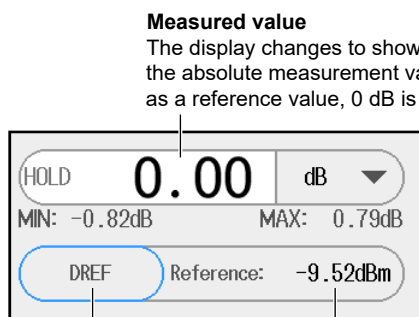 Measured value
The display changes to show
the absolute measurement
as a reference value, 0 dB is
HOLD 0.00 dB
MIN: -0.82dB MAX: 0.79dB
DREF Reference: -9.52dBm